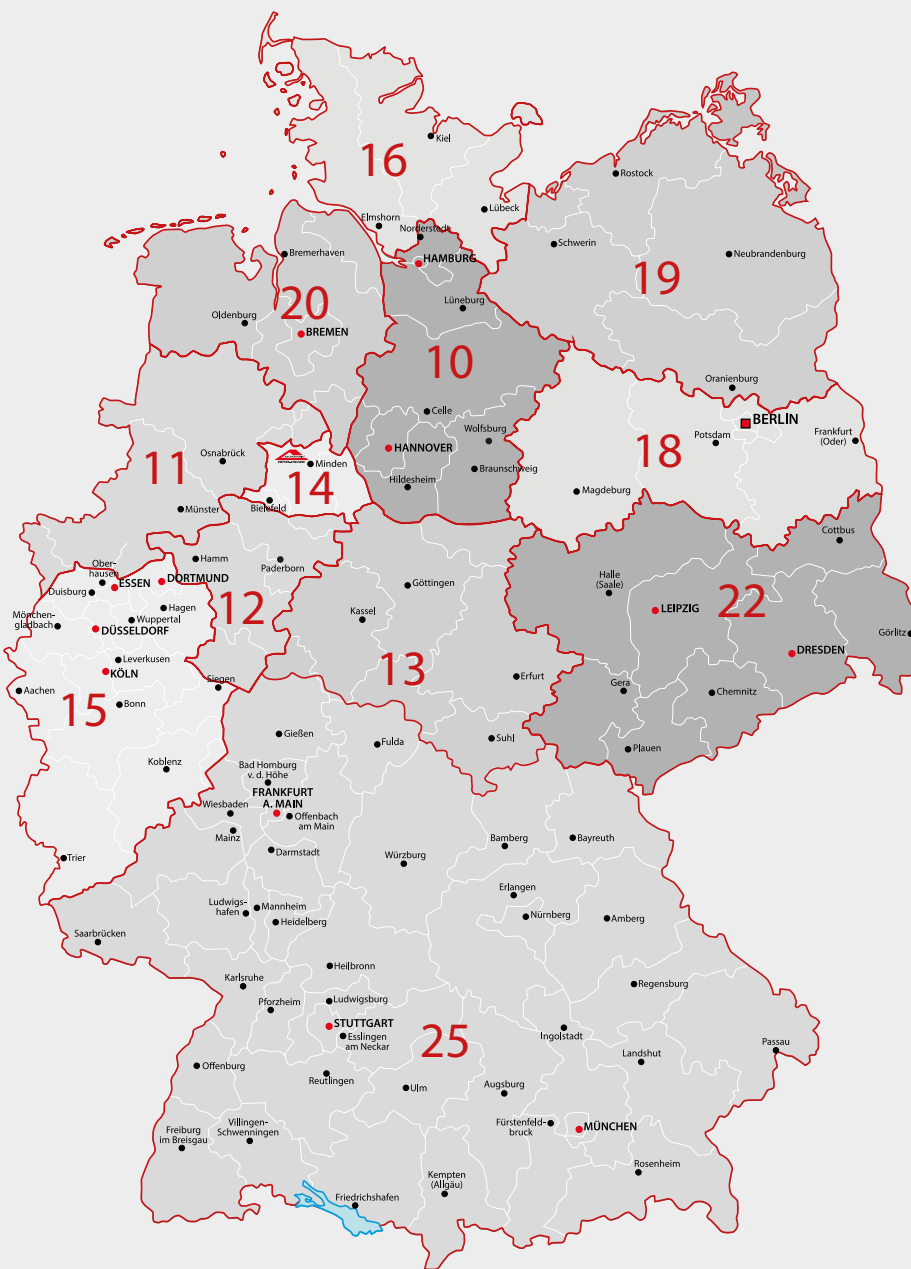 Kiel
16
Rostock
Lübeck
Elmshorn
Norderstedt
Schwerin
Bremerhaven
HAMBURG
Neubrandenburg
19
20
Lüneburg
Oldenburg
BREMEN
10
Oranienburg
Celle
BERLIN
Wolfsburg
Potsdam
Frankfurt
(Oder)
HANNOVER
18
Osnabrück
11
Minden
Braunschweig
14
Hildesheim
Magdeburg
Bielefeld
Münster
Cottbus
Hamm
Paderborn
Ober-
hausen
ESSEN
DORTMUND
Duisburg
Göttingen
Halle
(Saale)
12
Hagen
Kassel
LEIPZIG
22
Mönchen-
gladbach
Wuppertal
DÜSSELDORF
Görlitz
Leverkusen
DRESDEN
KÖLN
13
Erfurt
Siegen
Gera
Aachen
Chemnitz
15
Bonn
Gießen
Fulda
Suhl
Plauen
Koblenz
Bad Homburg
v. d. Höhe
FRANKFURT
A. MAIN
Wiesbaden
Offenbach
am Main
Mainz
Bamberg
Bayreuth
Trier
Darmstadt
Würzburg
Erlangen
Ludwigs-
hafen
Mannheim
Nürnberg
Amberg
Heidelberg
Saarbrücken
Heilbronn
Karlsruhe
Regensburg
Pforzheim
Ludwigsburg
STUTTGART
25
Esslingen
am Neckar
Ingolstadt
Passau
Landshut
Offenburg
Reutlingen
Ulm
Augsburg
Villingen-
Schwenningen
Fürstenfeld-
bruck
MÜNCHEN
Freiburg
im Breisgau
Rosenheim
Kempten
(Allgäu)
Friedrichshafen